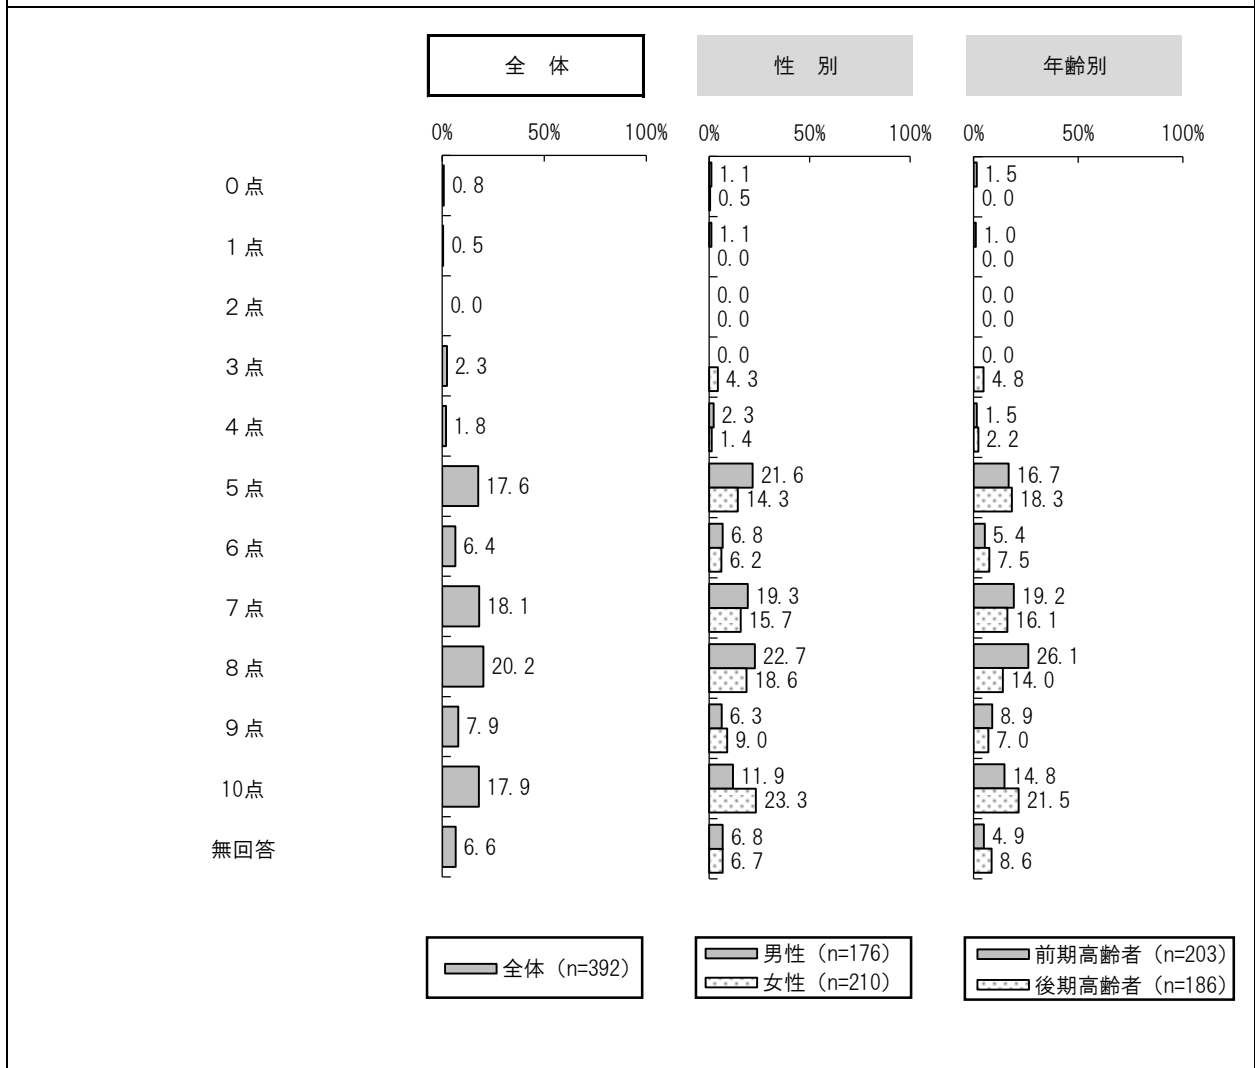 全　体　性　別　年齢別
0%　50%　100%　0%　50%　100%　0%　50%　100%
０点　0.8　1.1　1.5
0.5　0.0
１点　0.5　1.1　1.0
0.0　0.0
２点　0.0　0.0　0.0
0.0　0.0
３点　2.3　0.0　0.0
4.3　4.8
４点　1.8　2.3　1.5
1.4　2.2
５点　17.6　21.6　16.7
14.3　18.3
６点　6.4　6.8　5.4
6.2　7.5
７点　18.1　19.3　19.2
15.7　16.1
８点　20.2　22.7　26.1
18.6　14.0
９点　7.9　6.3　8.9
9.0　7.0
10点　17.9　11.9　14.8
23.3　21.5
無回答　6.6　6.8　4.9
6.7　8.6
全体（n=392）　男性（n=176）　前期高齢者（n=203）
女性（n=210）　後期高齢者（n=186）